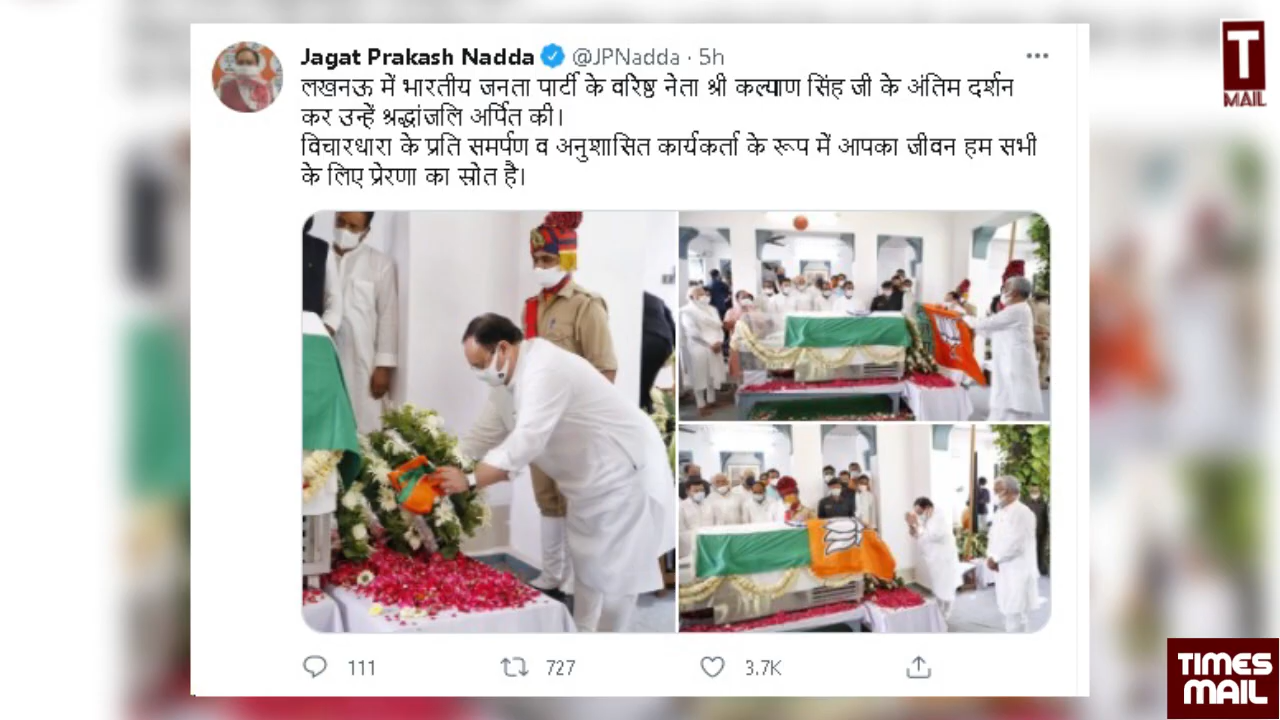 Jagat Prakash Nadda @JPNadda · 5h
लखनऊ में भारतीय जनता पार्टी के वरिष्ठ नेता श्री कल्याण सिंह जी के अंतिम दर्शन
कर उन्हें श्रद्धांजलि अर्पित की।
विचारधारा के प्रति समर्पण व अनुशासित कार्यकर्ता के रूप में आपका जीवन हम सभी
के लिए प्रेरणा का स्रोत है।
111 727 3.7K
T
MAIL
TIMES
MAIL